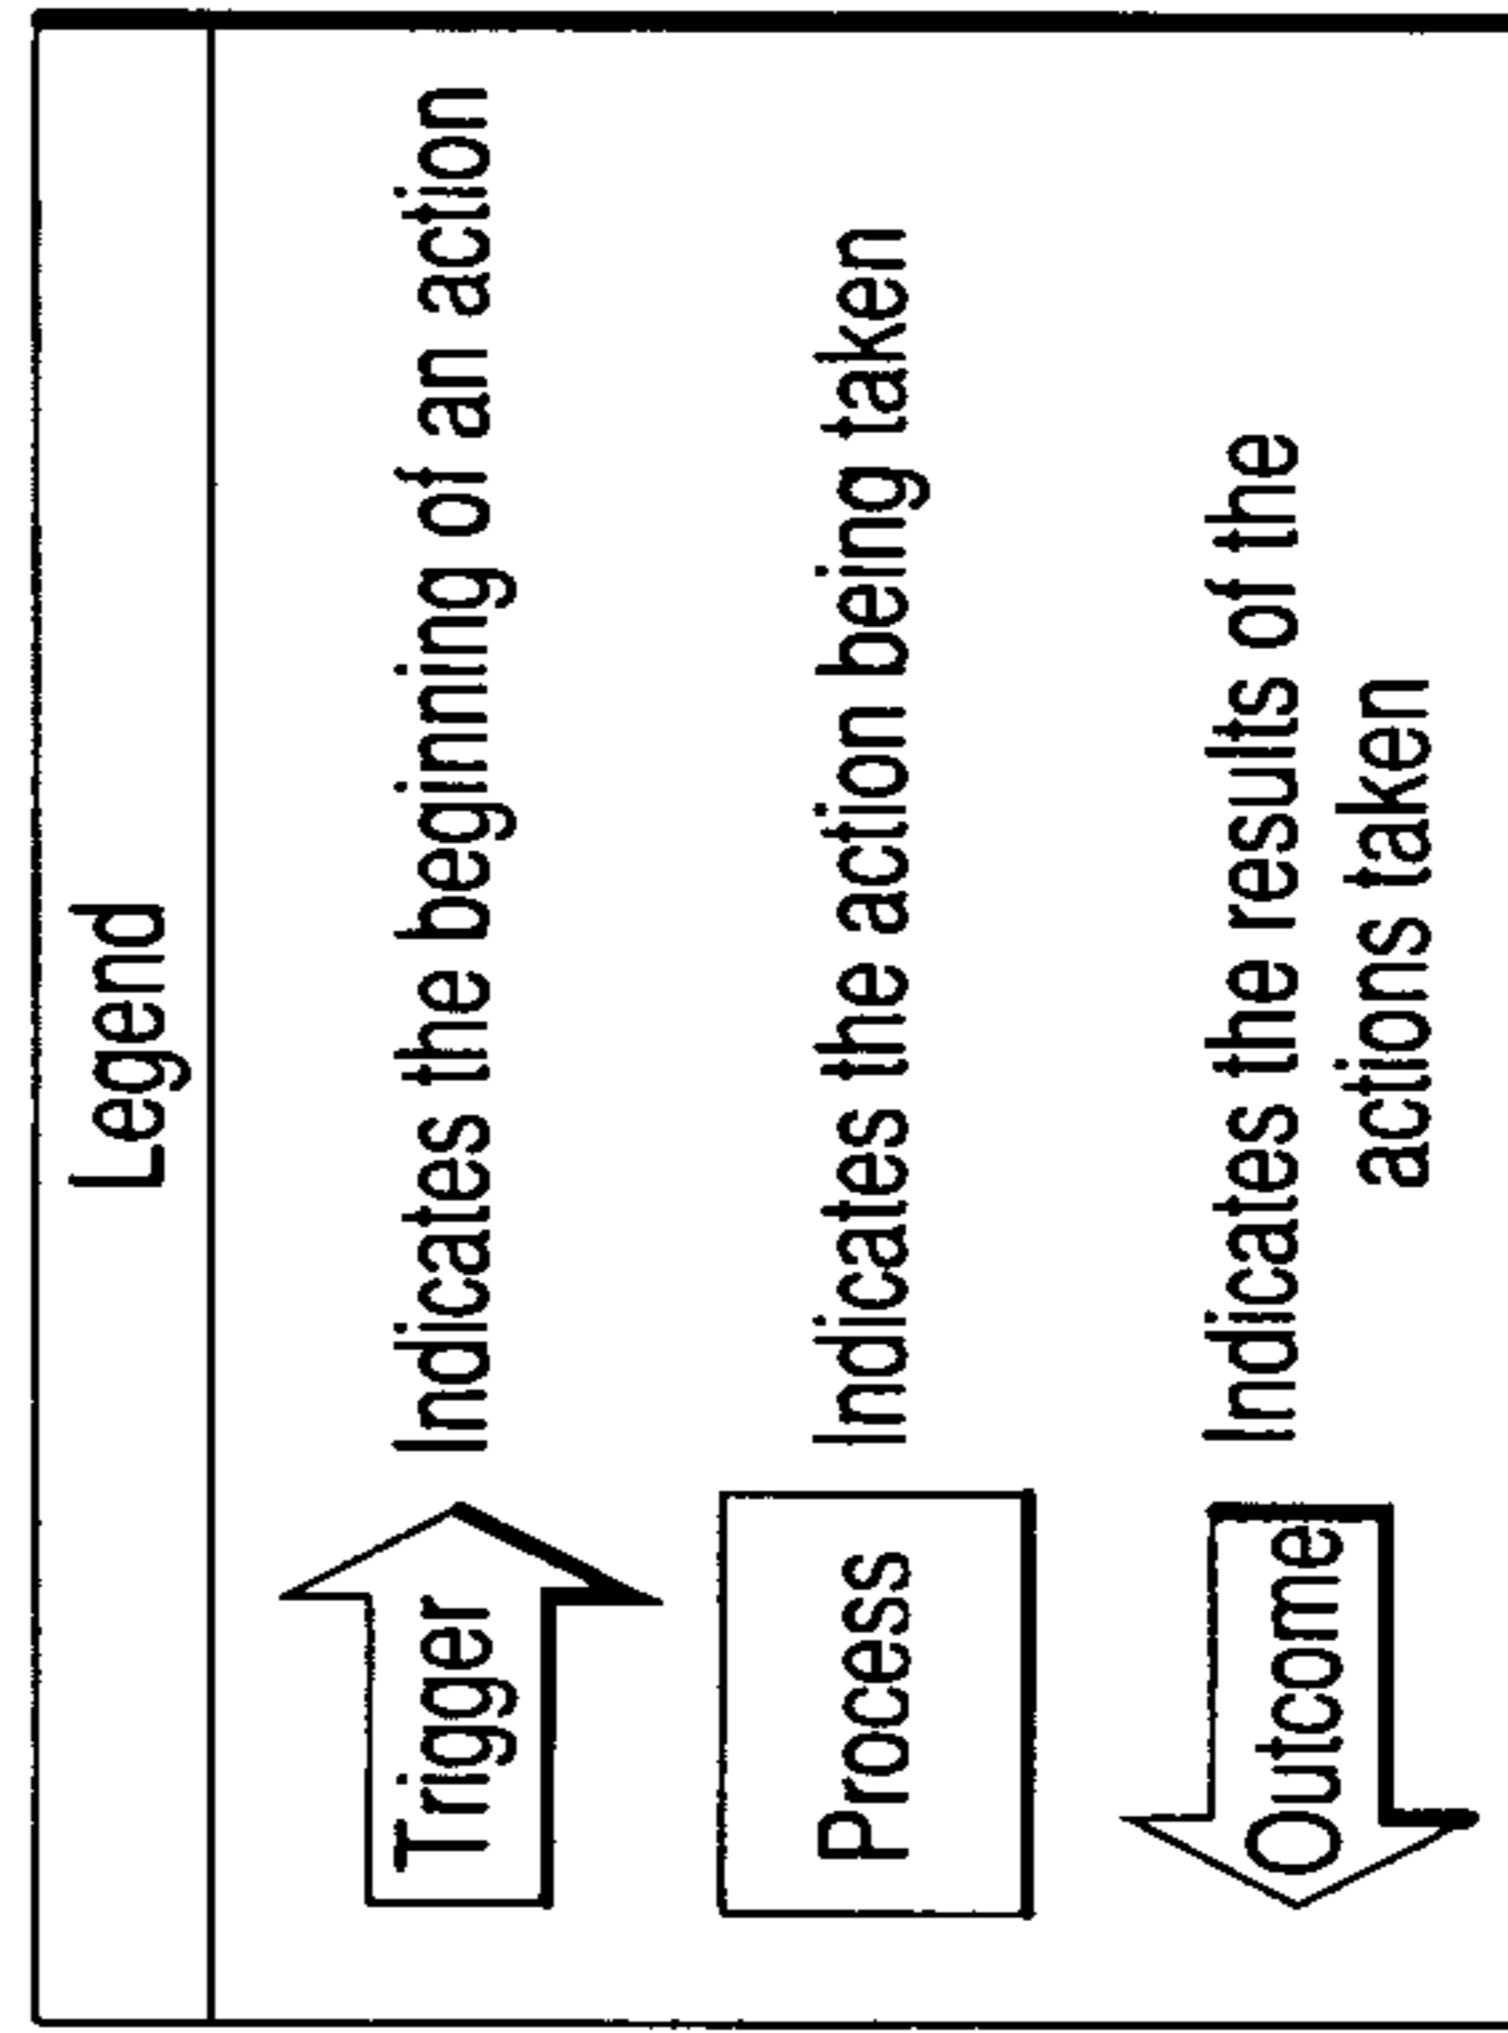 Legend
Trigger Indicates the beginning of an action
Process Indicates the action being taken
Outcome Indicates the results of the
actions taken